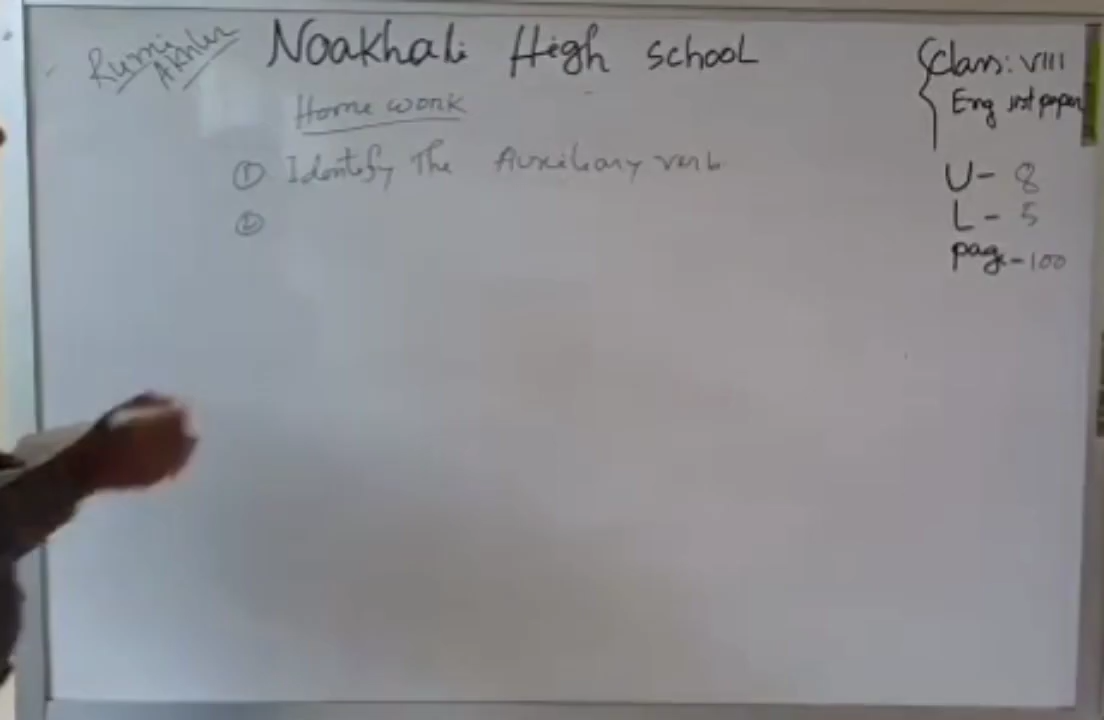 Rumi
Akhter
Noakhali High school
Home work
① Identify The Auxiliary verb
②
Class: VIII
Eng 1st paper
U- 8
L - 5
page-100